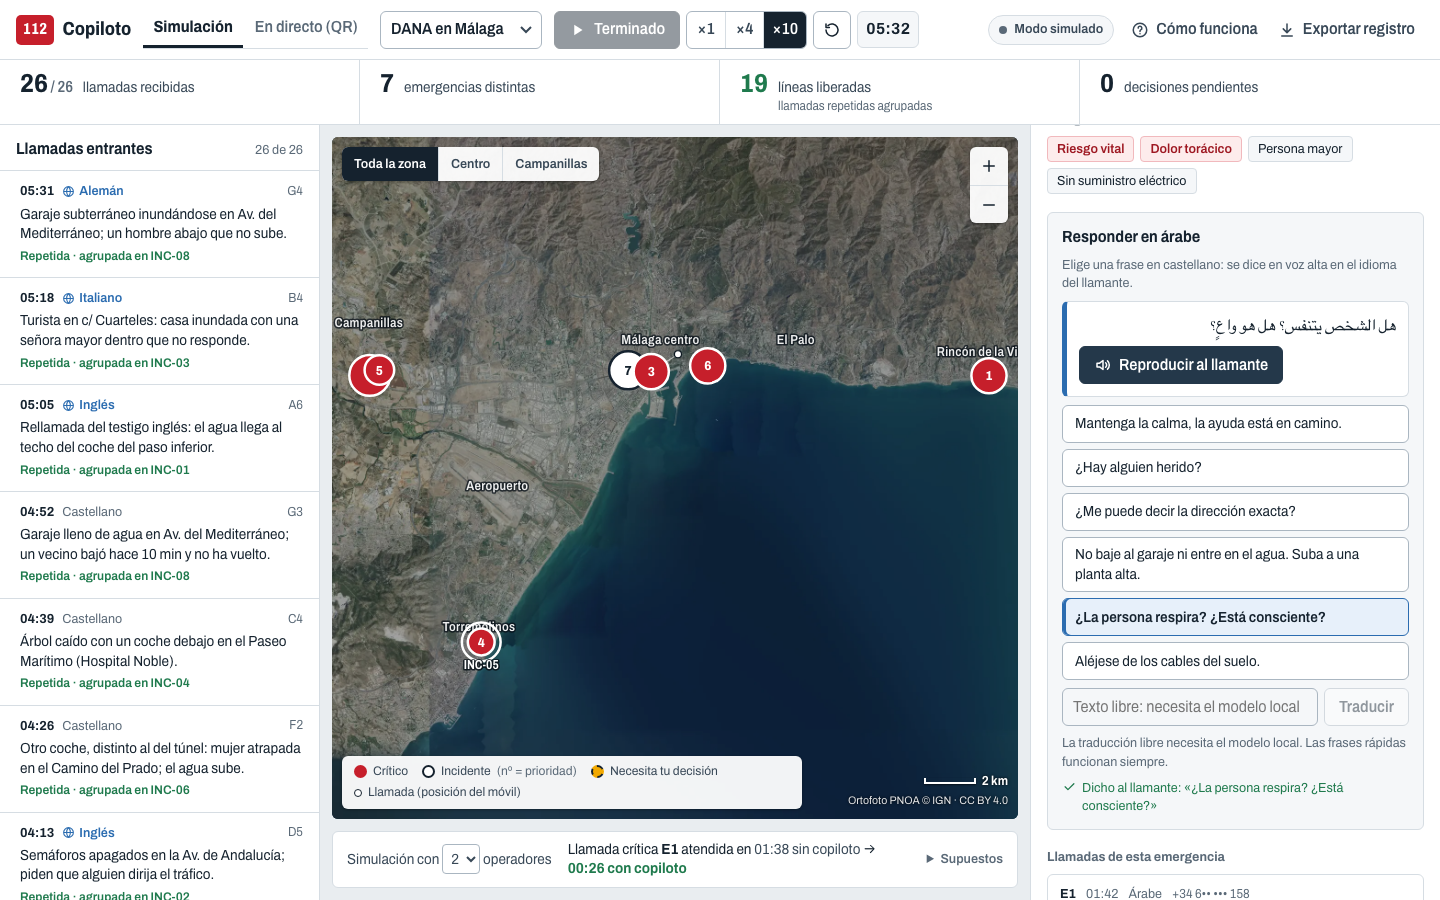 112 Copiloto
Simulación
En directo (QR)
DANA en Málaga
Terminado
×1 ×4 ×10
05:32
Modo simulado
Cómo funciona
Exportar registro
26 / 26 llamadas recibidas
7 emergencias distintas
19 líneas liberadas
llamadas repetidas agrupadas
0 decisiones pendientes
Llamadas entrantes 26 de 26
05:31 Alemán G4
Garaje subterráneo inundándose en Av. del
Mediterráneo; un hombre abajo que no sube.
Repetida · agrupada en INC-08
05:18 Italiano B4
Turista en c/ Cuarteles: casa inundada con una
señora mayor dentro que no responde.
Repetida · agrupada en INC-03
05:05 Inglés A6
Rellamada del testigo inglés: el agua llega al
techo del coche del paso inferior.
Repetida · agrupada en INC-01
04:52 Castellano G3
Garaje lleno de agua en Av. del Mediterráneo;
un vecino bajó hace 10 min y no ha vuelto.
Repetida · agrupada en INC-08
04:39 Castellano C4
Árbol caído con un coche debajo en el Paseo
Marítimo (Hospital Noble).
Repetida · agrupada en INC-04
04:26 Castellano F2
Otro coche, distinto al del túnel: mujer atrapada
en el Camino del Prado; el agua sube.
Repetida · agrupada en INC-06
04:13 Inglés D5
Semáforos apagados en la Av. de Andalucía;
piden que alguien dirija el tráfico.
Repetida · agrupada en INC-02
Toda la zona Centro Campanillas
+
−
Campanillas
Málaga centro
El Palo
Rincón de la Vi
5
7
3
6
1
Aeropuerto
Torremolinos
4
INC-05
Crítico
Incidente (nº = prioridad)
Necesita tu decisión
Llamada (posición del móvil)
2 km
Ortofoto PNOA © IGN · CC BY 4.0
Simulación con 2 operadores
Llamada crítica E1 atendida en 01:38 sin copiloto →
00:26 con copiloto
Supuestos
Riesgo vital
Dolor torácico
Persona mayor
Sin suministro eléctrico
Responder en árabe
Elige una frase en castellano: se dice en voz alta en el idioma
del llamante.
هل الشخص يتنفس؟ هل هو واعٍ؟
Reproducir al llamante
Mantenga la calma, la ayuda está en camino.
¿Hay alguien herido?
¿Me puede decir la dirección exacta?
No baje al garaje ni entre en el agua. Suba a una
planta alta.
¿La persona respira? ¿Está consciente?
Aléjese de los cables del suelo.
Texto libre: necesita el modelo local
Traducir
La traducción libre necesita el modelo local. Las frases rápidas
funcionan siempre.
Dicho al llamante: «¿La persona respira? ¿Está
consciente?»
Llamadas de esta emergencia
E1 01:42 Árabe +34 6•• ••• 158